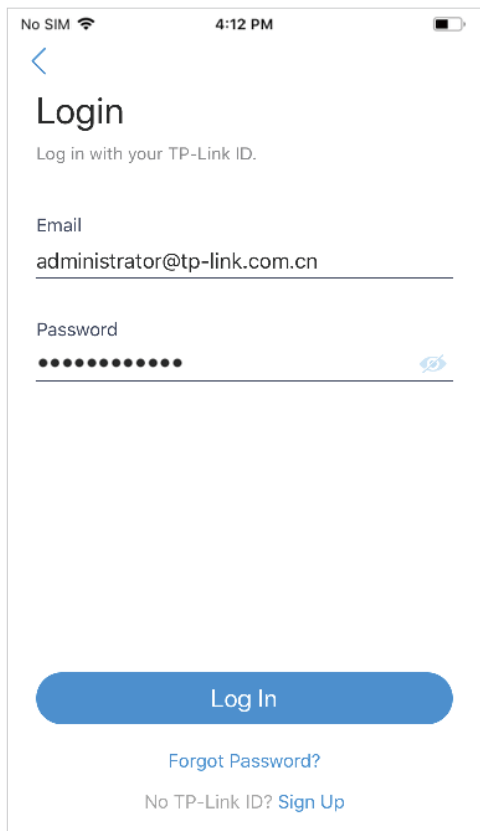 No SIM 4:12 PM
Login
Log in with your TP-Link ID.
Email
administrator@tp-link.com.cn
Password
••••••••••••
Log In
Forgot Password?
No TP-Link ID? Sign Up